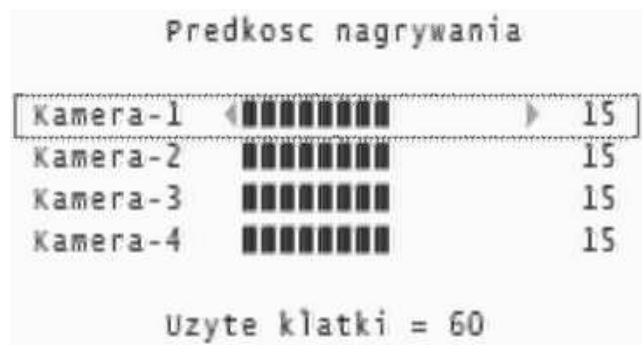 Predkosc nagrywania
Kamera-1 15
Kamera-2 15
Kamera-3 15
Kamera-4 15
Uzyte klatki = 60